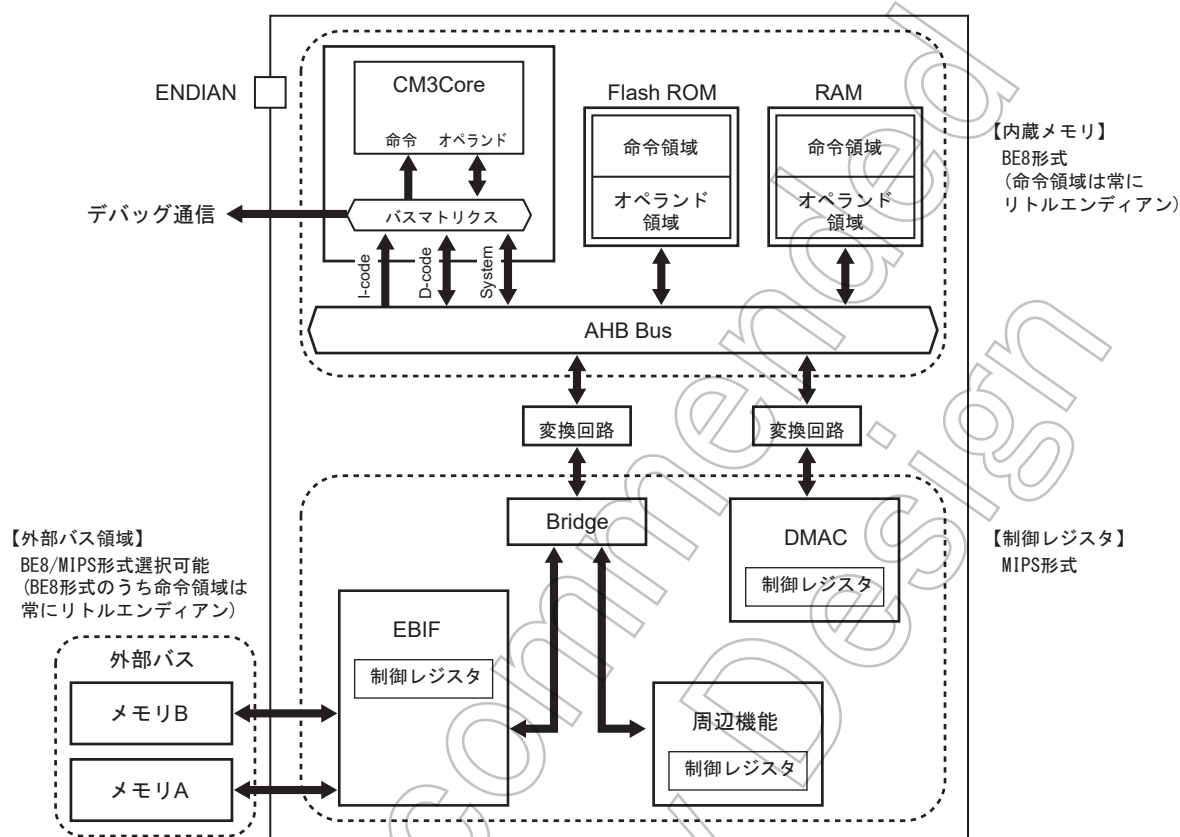 ENDIAN
CM3Core
命令 オペランド
バスマトリクス
デバッグ通信
I-code
D-code
System
Flash ROM
命令領域
オペランド
領域
RAM
命令領域
オペランド
領域
【内蔵メモリ】
BE8形式
(命令領域は常に
リトルエンディアン)
AHB Bus
変換回路
変換回路
Bridge
DMAC
制御レジスタ
【制御レジスタ】
MIPS形式
【外部バス領域】
BE8/MIPS形式選択可能
(BE8形式のうち命令領域は
常にリトルエンディアン)
外部バス
メモリB
メモリA
EBIF
制御レジスタ
周辺機能
制御レジスタ
commended
Design